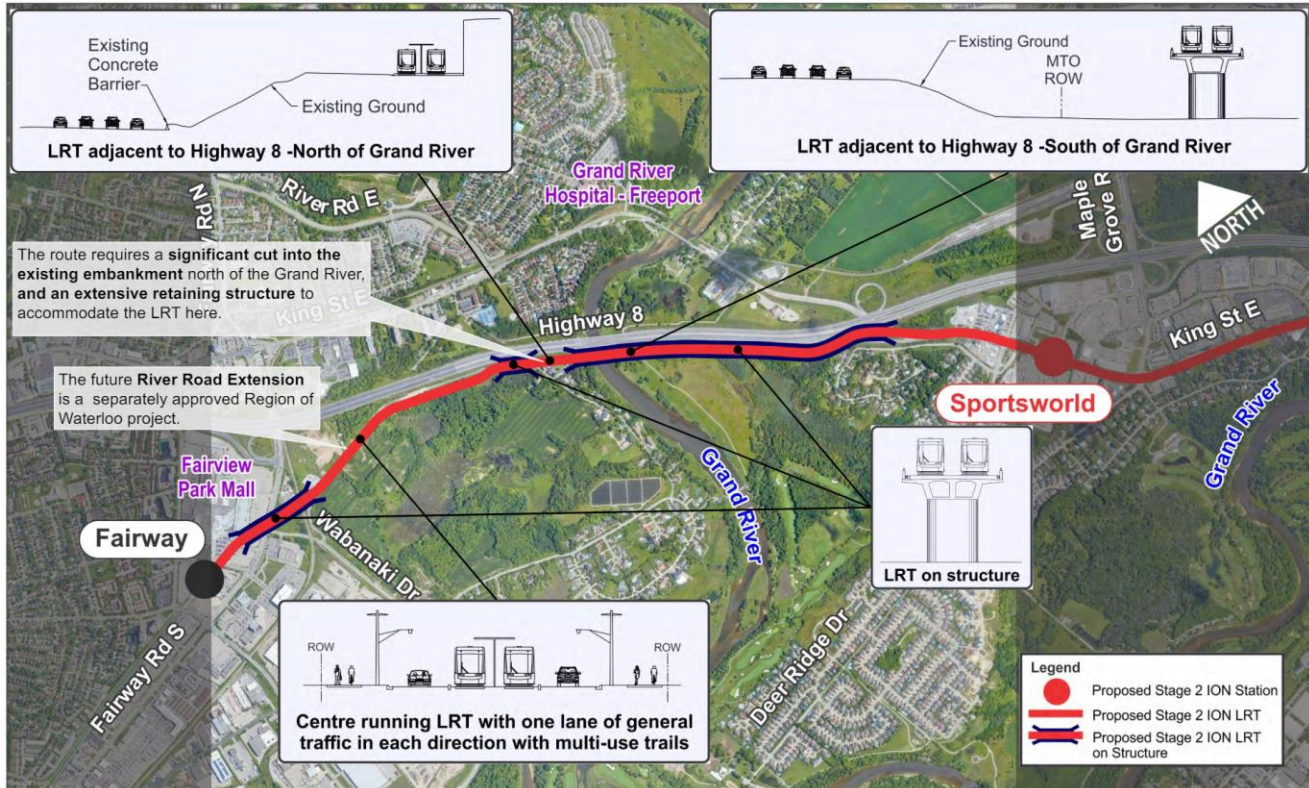 Existing
Concrete
Barrier
Existing Ground
LRT adjacent to Highway 8 -North of Grand River
Existing Ground
MTO
ROW
LRT adjacent to Highway 8 -South of Grand River
River Rd E
Grand River
Hospital - Freeport
Maple
Grove R
NORTH
The route requires a significant cut into the
existing embankment north of the Grand River,
and an extensive retaining structure to
accommodate the LRT here.
King St E
Highway 8
King St E
The future River Road Extension
is a separately approved Region of
Waterloo project.
Sportsworld
Grand River
Fairview
Park Mall
Grand River
Fairway
Wabanaki Dr
LRT on structure
Fairway Rd S
ROW
ROW
Centre running LRT with one lane of general
traffic in each direction with multi-use trails
Deer Ridge Dr
Legend
Proposed Stage 2 ION Station
Proposed Stage 2 ION LRT
Proposed Stage 2 ION LRT
on Structure